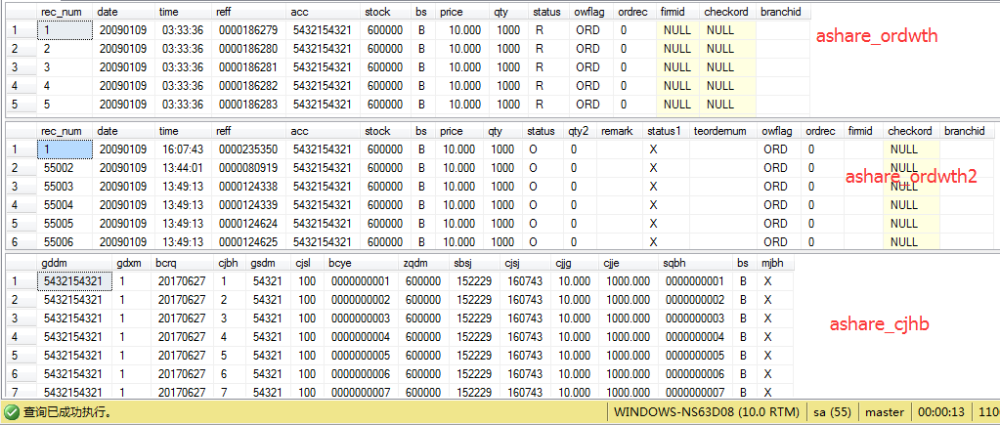 rec_num date time reff acc stock bs price qty status owflag ordrec firmid checkord branchid
1 1 20090109 03:33:36 0000186279 5432154321 600000 B 10.000 1000 R ORD 0 NULL NULL
2 2 20090109 03:33:36 0000186280 5432154321 600000 B 10.000 1000 R ORD 0 NULL NULL
3 3 20090109 03:33:36 0000186281 5432154321 600000 B 10.000 1000 R ORD 0 NULL NULL
4 4 20090109 03:33:36 0000186282 5432154321 600000 B 10.000 1000 R ORD 0 NULL NULL
5 5 20090109 03:33:36 0000186283 5432154321 600000 B 10.000 1000 R ORD 0 NULL NULL
ashare_ordwth
rec_num date time reff acc stock bs price qty status qty2 remark status1 teordernum owflag ordrec firmid checkord branchid
1 1 20090109 16:07:43 0000235350 5432154321 600000 B 10.000 1000 O 0 X ORD 0 NULL
2 55002 20090109 13:44:01 0000080919 5432154321 600000 B 10.000 1000 O 0 X ORD 0 NULL
3 55003 20090109 13:49:13 0000124338 5432154321 600000 B 10.000 1000 O 0 X ORD 0 NULL
4 55004 20090109 13:49:13 0000124339 5432154321 600000 B 10.000 1000 O 0 X ORD 0 NULL
5 55005 20090109 13:49:13 0000124624 5432154321 600000 B 10.000 1000 O 0 X ORD 0 NULL
6 55006 20090109 13:49:13 0000124625 5432154321 600000 B 10.000 1000 O 0 X ORD 0 NULL
ashare_ordwth2
gddm gdxm bcrq cjbh gsdm cjsl bcye zqdm sbsj cjsj cjjg cjje sqbh bs mjbh
1 5432154321 1 20170627 1 54321 100 0000000001 600000 152229 160743 10.000 1000.000 0000000001 B X
2 5432154321 1 20170627 2 54321 100 0000000002 600000 152229 160743 10.000 1000.000 0000000002 B X
3 5432154321 1 20170627 3 54321 100 0000000003 600000 152229 160743 10.000 1000.000 0000000003 B X
4 5432154321 1 20170627 4 54321 100 0000000004 600000 152229 160743 10.000 1000.000 0000000004 B X
5 5432154321 1 20170627 5 54321 100 0000000005 600000 152229 160743 10.000 1000.000 0000000005 B X
6 5432154321 1 20170627 6 54321 100 0000000006 600000 152229 160743 10.000 1000.000 0000000006 B X
7 5432154321 1 20170627 7 54321 100 0000000007 600000 152229 160743 10.000 1000.000 0000000007 B X
ashare_cjhb
查询已成功执行。 WINDOWS-NS63D08 (10.0 RTM) sa (55) master 00:00:13